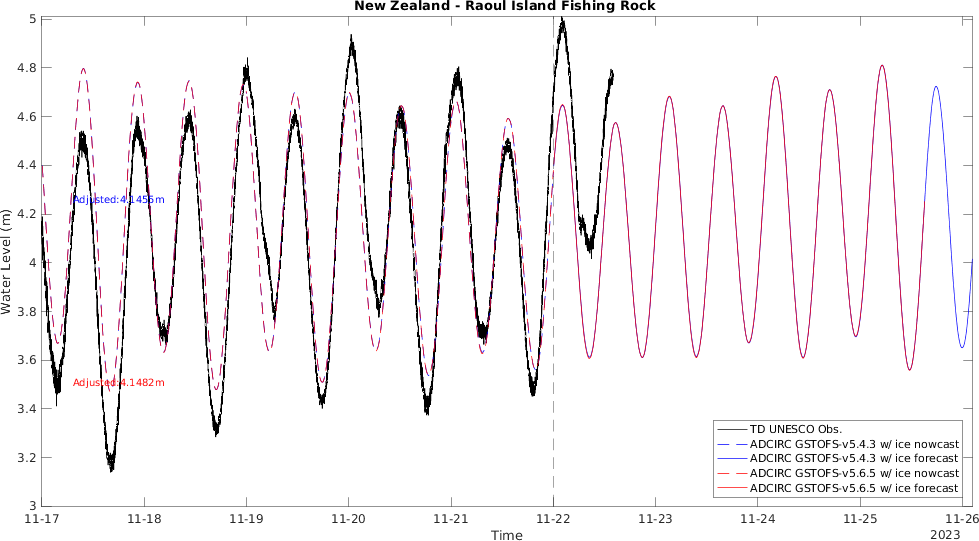 New Zealand - Raoul Island Fishing Rock
5
4.8
4.6
4.4
4.2
4
3.8
3.6
3.4
3.2
3
Water Level (m)
Adjusted:4.1455m
Adjusted:4.1482m
TD UNESCO Obs.
ADCIRC GSTOFS-v5.4.3 w/ ice nowcast
ADCIRC GSTOFS-v5.4.3 w/ ice forecast
ADCIRC GSTOFS-v5.6.5 w/ ice nowcast
ADCIRC GSTOFS-v5.6.5 w/ ice forecast
11-17 11-18 11-19 11-20 11-21 11-22 11-23 11-24 11-25 11-26
Time
2023